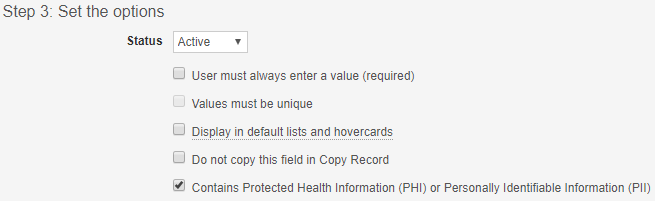 Step 3: Set the options
Status Active
User must always enter a value (required)
Values must be unique
Display in default lists and hovercards
Do not copy this field in Copy Record
Contains Protected Health Information (PHI) or Personally Identifiable Information (PII)